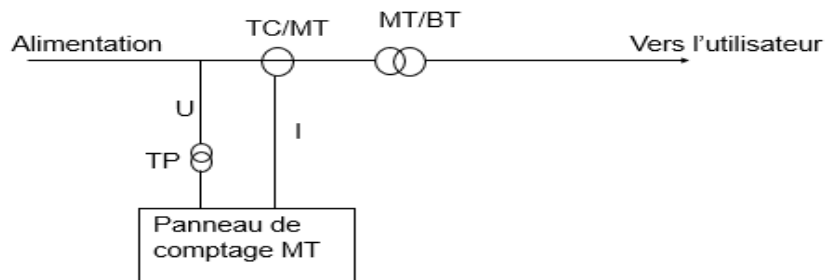 TC/MT
MT/BT
Alimentation
Vers l'utilisateur
U
I
TP
Panneau de
comptage MT